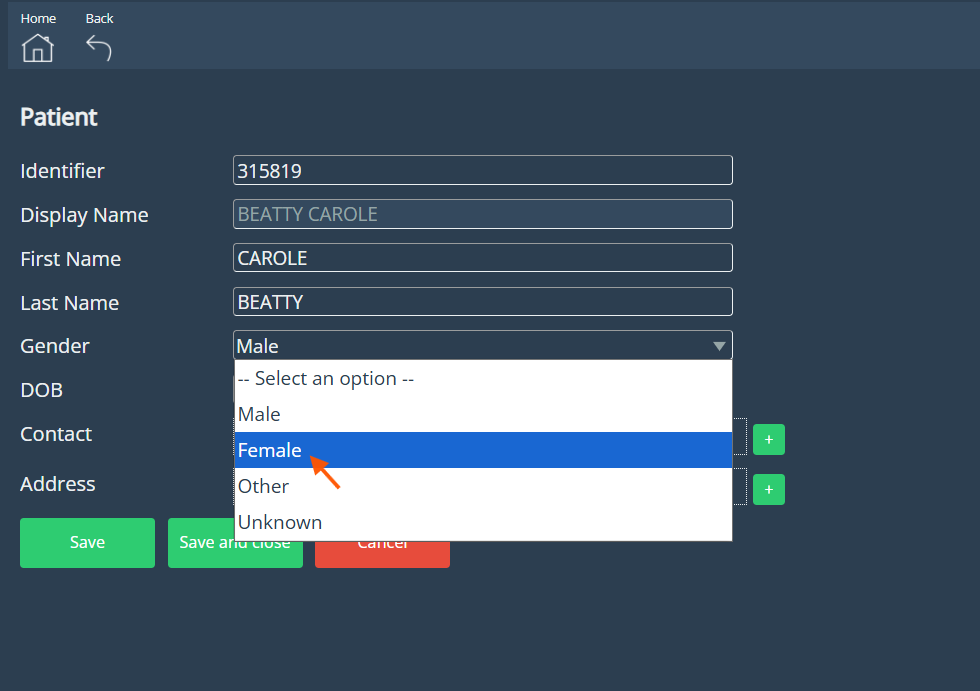 Home Back
Patient
Identifier 315819
Display Name BEATTY CAROLE
First Name CAROLE
Last Name BEATTY
Gender Male
-- Select an option --
DOB
Male
Contact
Female
+
Address
Other
+
Unknown
Save Save and close Cancel